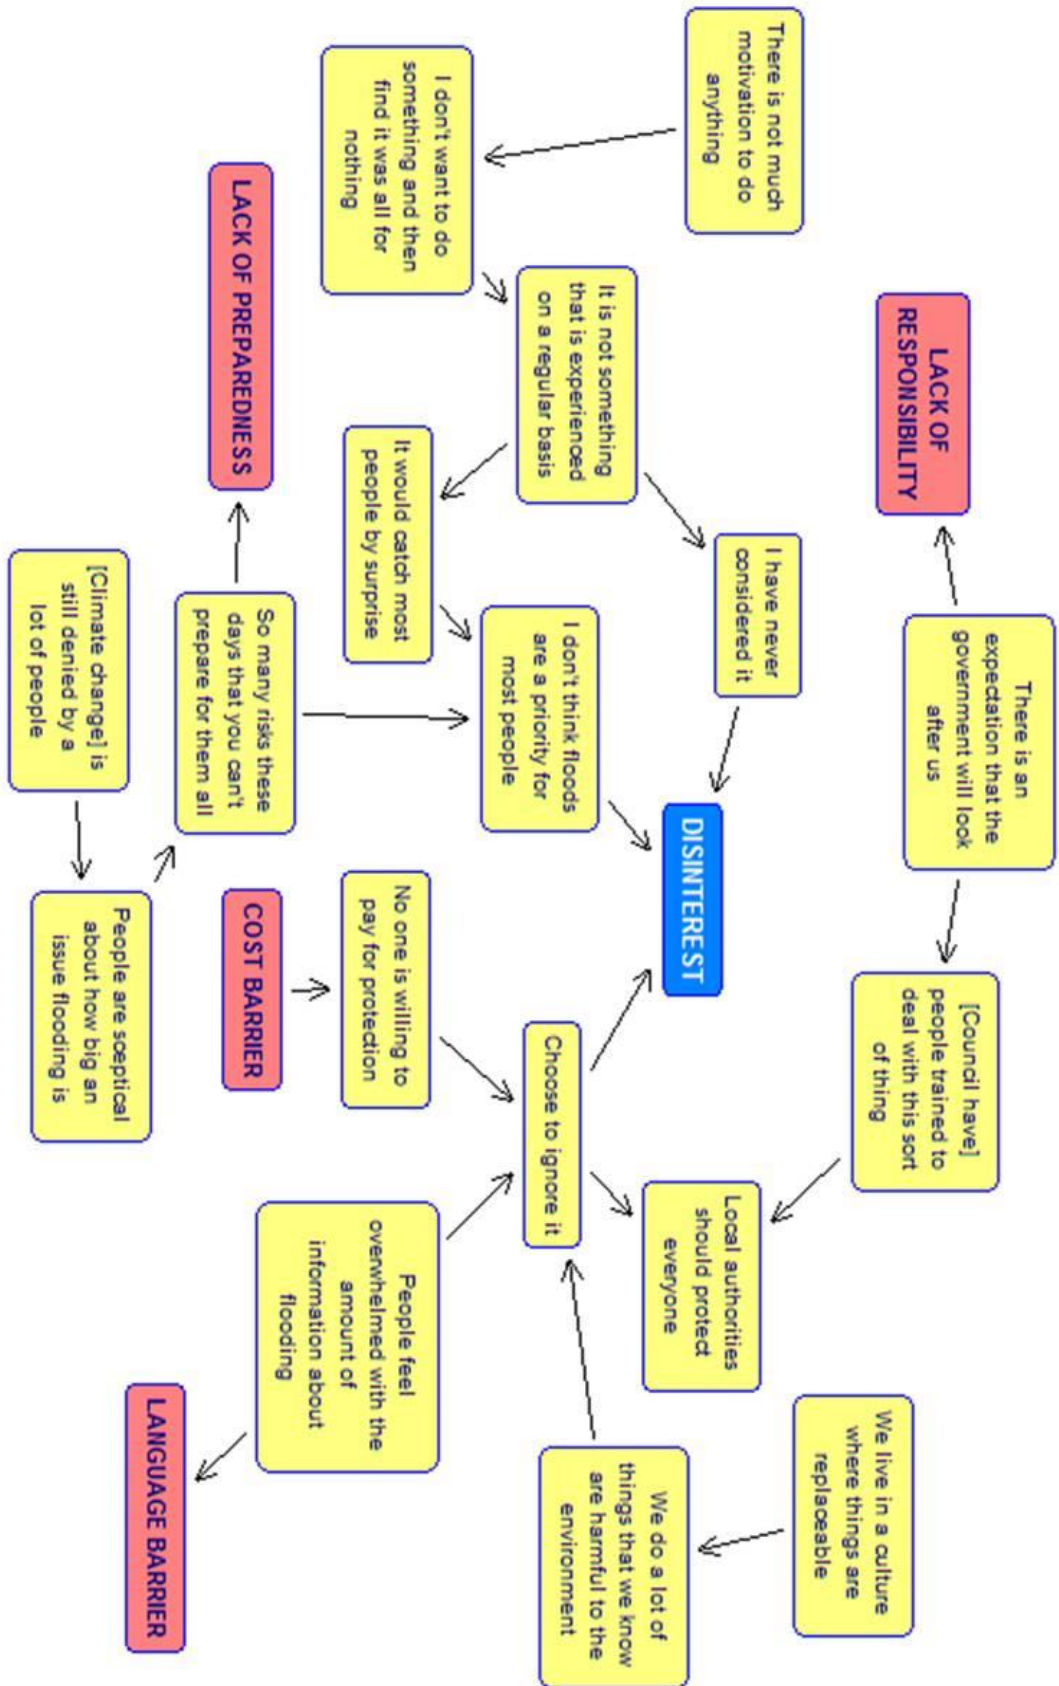 LACK OF
RESPONSIBILITY
There is an
expectation that the
government will look
after us
[Council have]
people trained to
deal with this sort
of thing
We live in a culture
where things are
replaceable
There is not much
motivation to do
anything
I have never
considered it
DISINTEREST
Local authorities
should protect
everyone
It is not something
that is experienced
on a regular basis
I don't think floods
are a priority for
most people
Choose to ignore it
We do a lot of
things that we know
are harmful to the
environment
I don't want to do
something and then
find it was all for
nothing
It would catch most
people by surprise
No one is willing to
pay for protection
People feel
overwhelmed with the
amount of
information about
flooding
LACK OF PREPAREDNESS
So many risks these
days that you can't
prepare for them all
COST BARRIER
LANGUAGE BARRIER
[Climate change] is
still denied by a
lot of people
People are sceptical
about how big an
issue flooding is